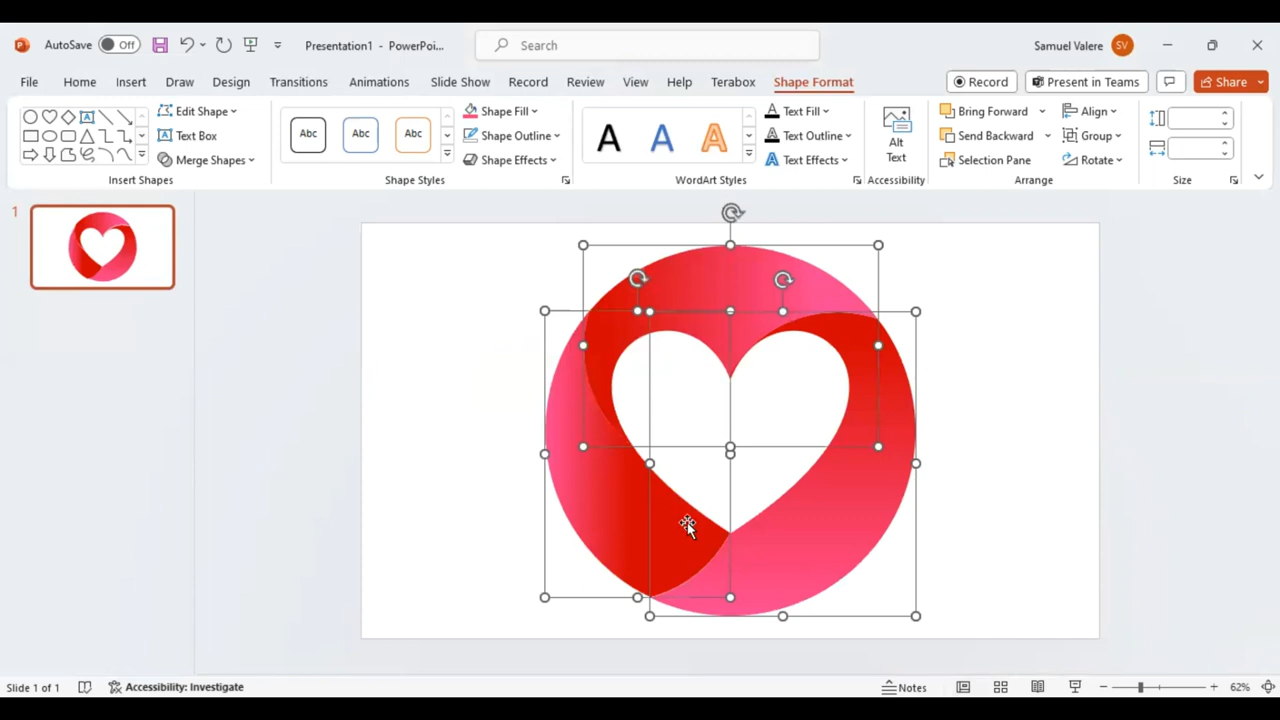 AutoSave Off Presentation1 - PowerPoi... Search Samuel Valere SV
File Home Insert Draw Design Transitions Animations Slide Show Record Review View Help Terabox Shape Format Record Present in Teams Share
Edit Shape Abc Abc Abc Shape Fill A A A Text Fill Bring Forward Align
Text Box Shape Outline Text Outline Alt Text Send Backward Group
Merge Shapes Shape Effects Text Effects Selection Pane Rotate
Insert Shapes Shape Styles WordArt Styles Accessibility Arrange Size
1
Slide 1 of 1 Accessibility: Investigate Notes 62%